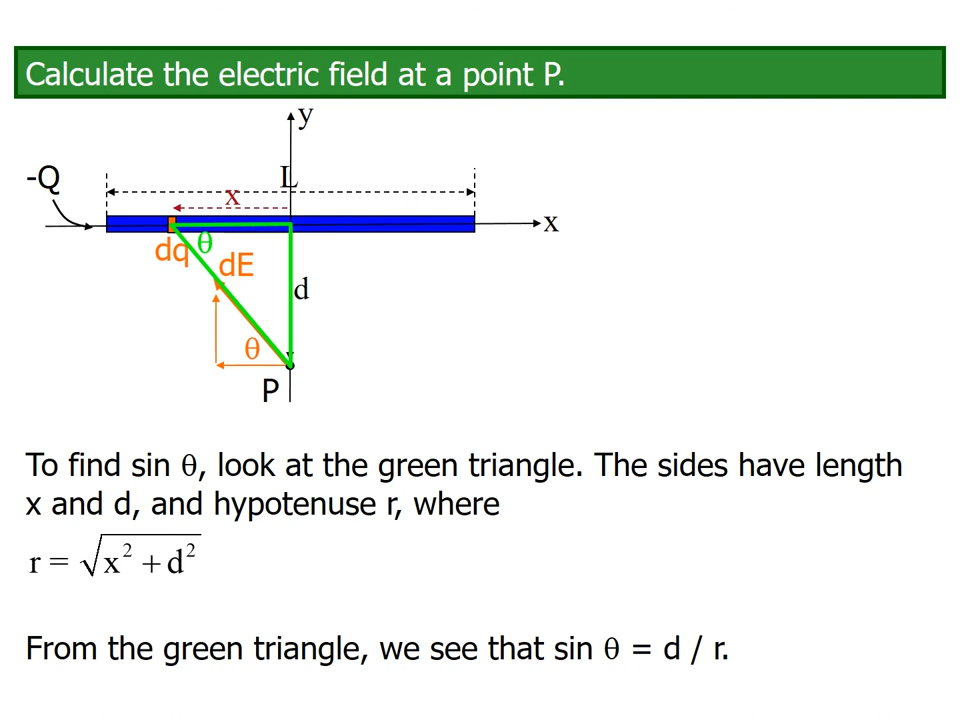 Calculate the electric field at a point P.
y
-Q
L
x
x
dq
θ
dE
d
θ
P
To find sin θ, look at the green triangle. The sides have length
x and d, and hypotenuse r, where
r = √x² + d²
From the green triangle, we see that sin θ = d / r.